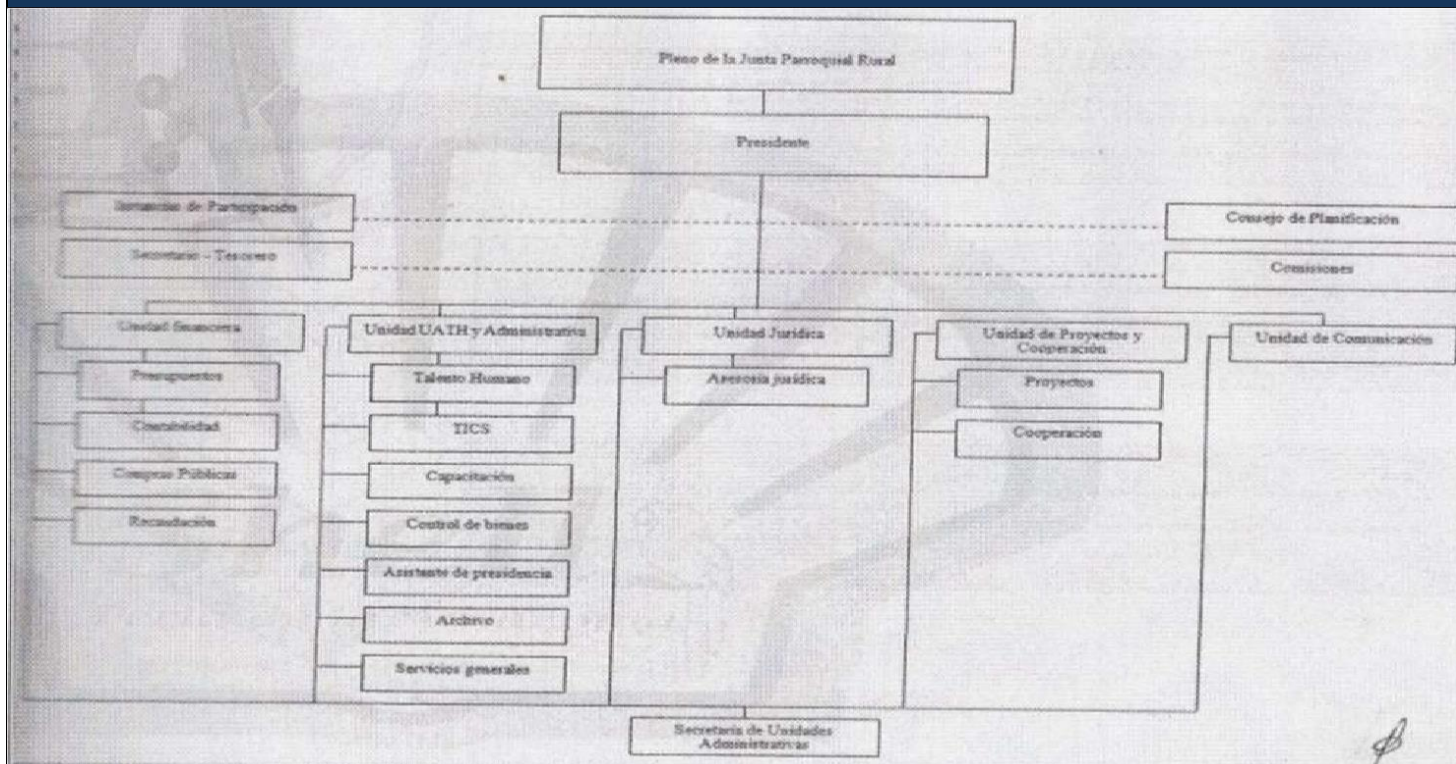 Pleno de la Junta Parroquial Rural
Presidente
Instancias de Participación
Consejo de Planificación
Secretario - Tesorero
Comisiones
Unidad financiera
Unidad UATH y Administrativa
Unidad Jurídica
Unidad de Proyectos y
Cooperación
Unidad de Comunicación
Presupuestos
Contabilidad
Compras Públicas
Recaudación
Talento Humano
TICS
Capacitación
Control de bienes
Asistente de presidencia
Archivo
Servicios generales
Asesoría jurídica
Proyectos
Cooperación
Secretaría de Unidades
Administrativas